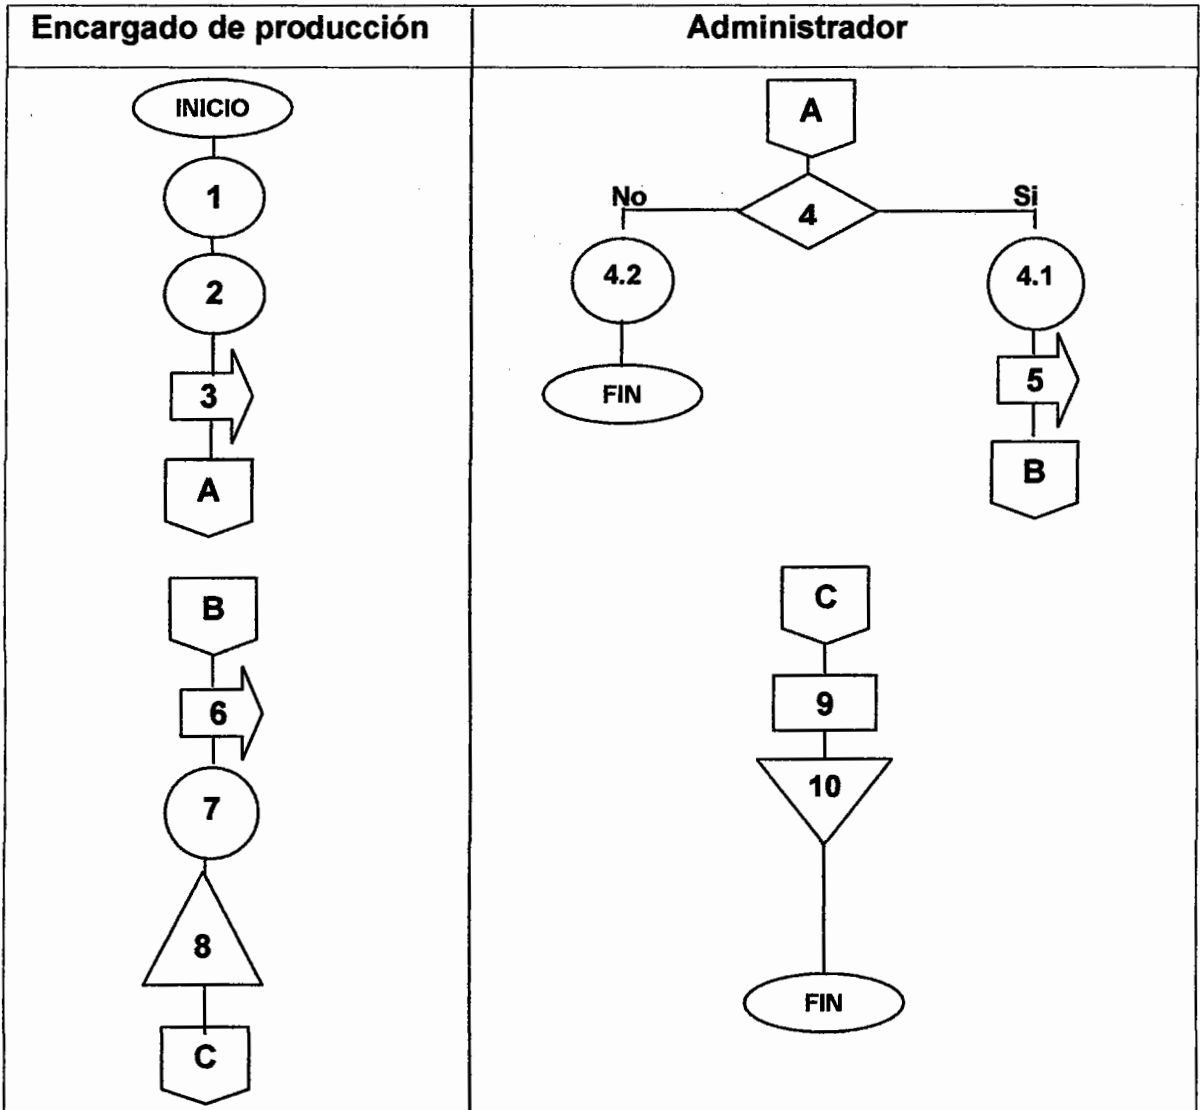 Encargado de producción
Administrador
INICIO
1
2
3
A
B
6
7
8
C
A
4
No
Si
4.2
4.1
FIN
5
B
C
9
10
FIN